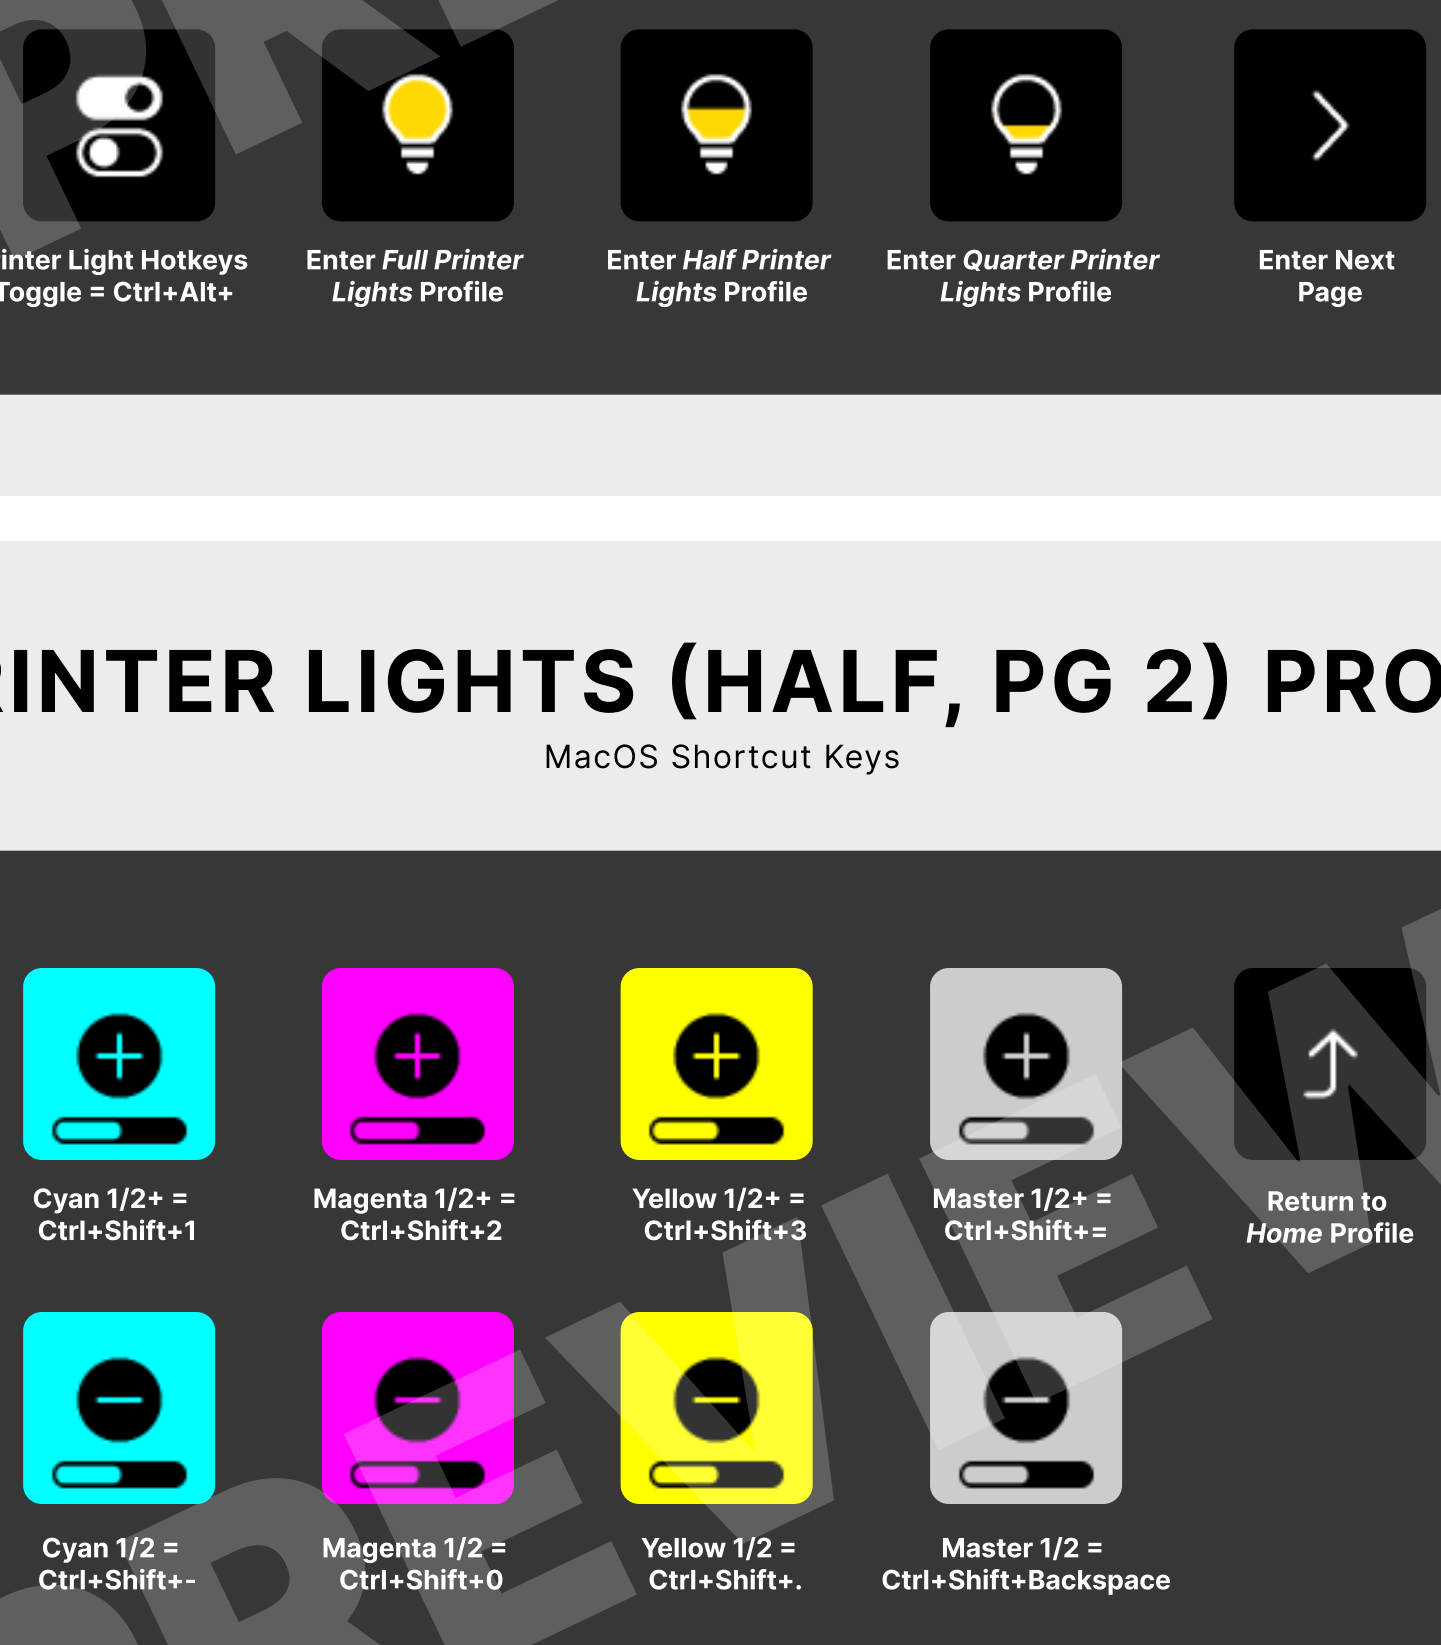 inter Light Hotkeys
Toggle = Ctrl+Alt+
Enter Full Printer
Lights Profile
Enter Half Printer
Lights Profile
Enter Quarter Printer
Lights Profile
Enter Next
Page
RINTER LIGHTS (HALF, PG 2) PRO
MacOS Shortcut Keys
Cyan 1/2+ =
Ctrl+Shift+1
Magenta 1/2+ =
Ctrl+Shift+2
Yellow 1/2+ =
Ctrl+Shift+3
Master 1/2+ =
Ctrl+Shift+=
Return to
Home Profile
Cyan 1/2 =
Ctrl+Shift+-
Magenta 1/2 =
Ctrl+Shift+0
Yellow 1/2 =
Ctrl+Shift+.
Master 1/2 =
Ctrl+Shift+Backspace
PREVIEW